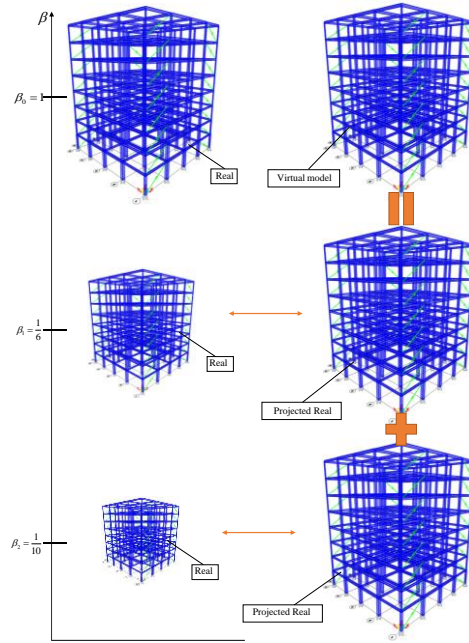 β
β₀ = 1
Real
Virtual model
β₁ = 1/6
Real
Projected Real
β₂ = 1/10
Real
Projected Real